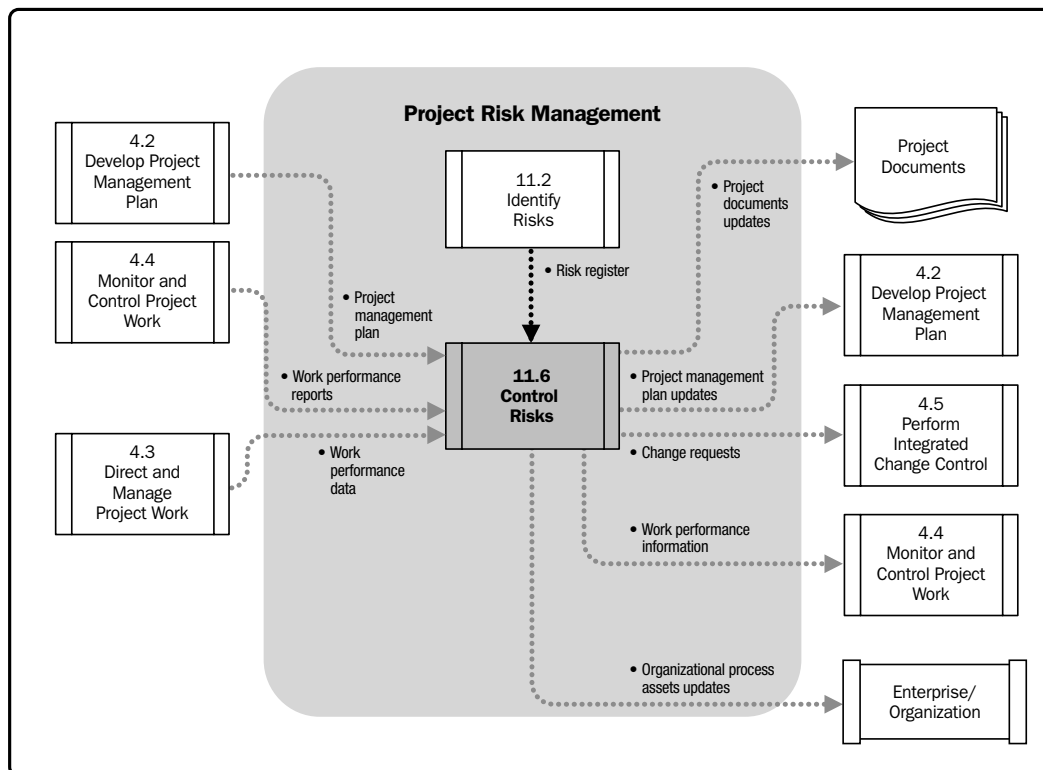 Project Risk Management
4.2
Develop Project
Management
Plan
4.4
Monitor and
Control Project
Work
4.3
Direct and
Manage
Project Work
11.2
Identify
Risks
• Risk register
• Project
management
plan
• Work performance
reports
• Work
performance
data
11.6
Control
Risks
• Project
documents
updates
• Project management
plan updates
• Change requests
• Work performance
information
• Organizational process
assets updates
Project
Documents
4.2
Develop Project
Management
Plan
4.5
Perform
Integrated
Change Control
4.4
Monitor and
Control Project
Work
Enterprise/
Organization